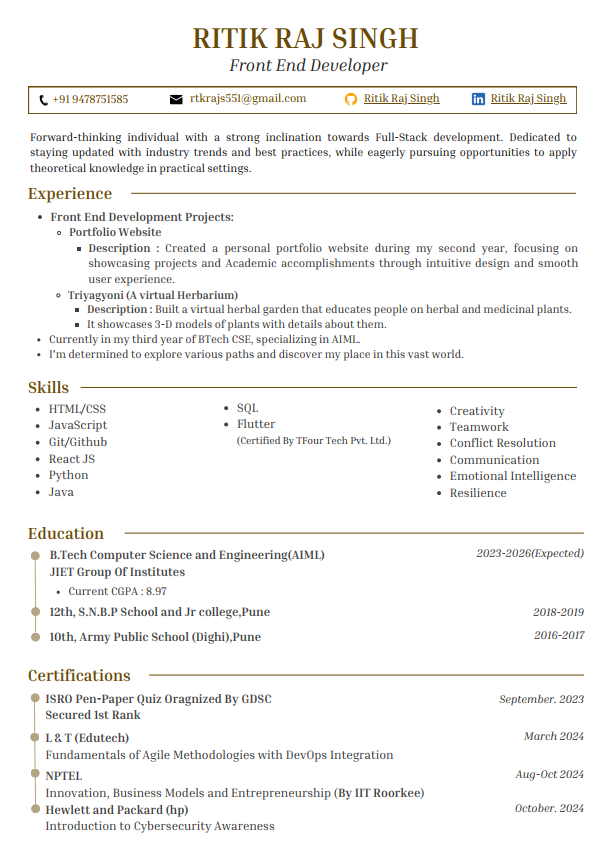 RITIK RAJ SINGH
Front End Developer
+91 9478751585 rtkrajs551@gmail.com Ritik Raj Singh Ritik Raj Singh
Forward-thinking individual with a strong inclination towards Full-Stack development. Dedicated to
staying updated with industry trends and best practices, while eagerly pursuing opportunities to apply
theoretical knowledge in practical settings.
Experience
Front End Development Projects:
Portfolio Website
Description : Created a personal portfolio website during my second year, focusing on
showcasing projects and Academic accomplishments through intuitive design and smooth
user experience.
Triyagyoni (A virtual Herbarium)
Description : Built a virtual herbal garden that educates people on herbal and medicinal plants.
It showcases 3-D models of plants with details about them.
Currently in my third year of BTech CSE, specializing in AIML.
I'm determined to explore various paths and discover my place in this vast world.
Skills
HTML/CSS
JavaScript
Git/Github
React JS
Python
Java
SQL
Flutter
(Certified By TFour Tech Pvt. Ltd.)
Creativity
Teamwork
Conflict Resolution
Communication
Emotional Intelligence
Resilience
Education
B.Tech Computer Science and Engineering(AIML) 2023-2026(Expected)
JIET Group Of Institutes
Current CGPA : 8.97
12th, S.N.B.P School and Jr college,Pune 2018-2019
10th, Army Public School (Dighi),Pune 2016-2017
Certifications
ISRO Pen-Paper Quiz Oragnized By GDSC September. 2023
Secured 1st Rank
L & T (Edutech) March 2024
Fundamentals of Agile Methodologies with DevOps Integration
NPTEL Aug-Oct 2024
Innovation, Business Models and Entrepreneurship (By IIT Roorkee)
Hewlett and Packard (hp) October. 2024
Introduction to Cybersecurity Awareness